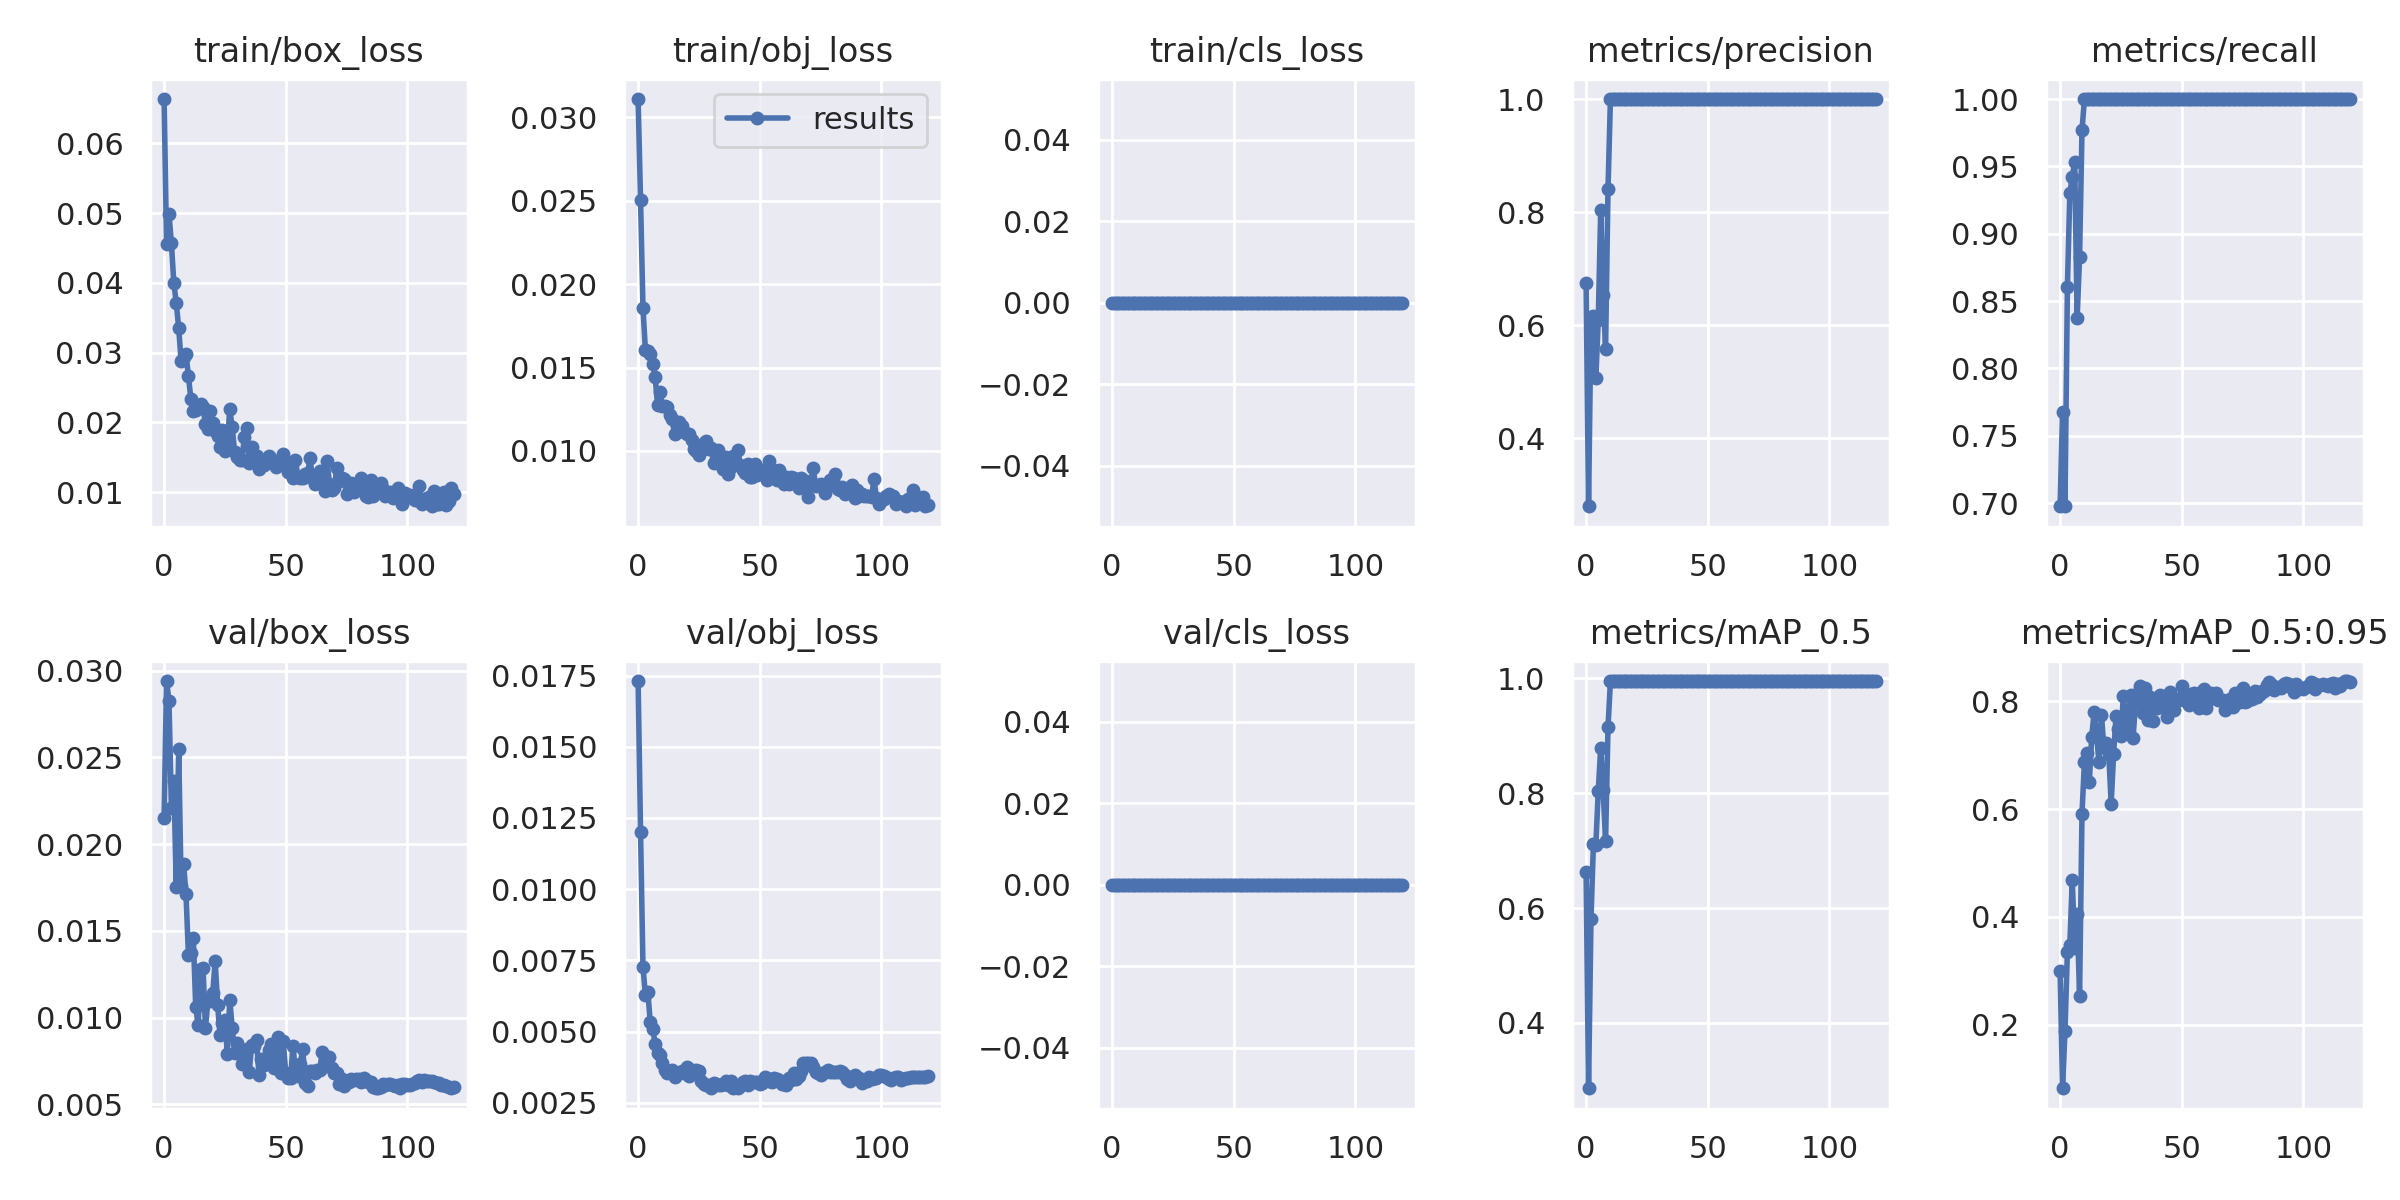 train/box_loss
0.06
0.05
0.04
0.03
0.02
0.01
0 50 100
train/obj_loss
results
0.030
0.025
0.020
0.015
0.010
0 50 100
train/cls_loss
0.04
0.02
0.00
−0.02
−0.04
0 50 100
metrics/precision
1.0
0.8
0.6
0.4
0 50 100
metrics/recall
1.00
0.95
0.90
0.85
0.80
0.75
0.70
0 50 100
val/box_loss
0.030
0.025
0.020
0.015
0.010
0.005
0 50 100
val/obj_loss
0.0175
0.0150
0.0125
0.0100
0.0075
0.0050
0.0025
0 50 100
val/cls_loss
0.04
0.02
0.00
−0.02
−0.04
0 50 100
metrics/mAP_0.5
1.0
0.8
0.6
0.4
0 50 100
metrics/mAP_0.5:0.95
0.8
0.6
0.4
0.2
0 50 100